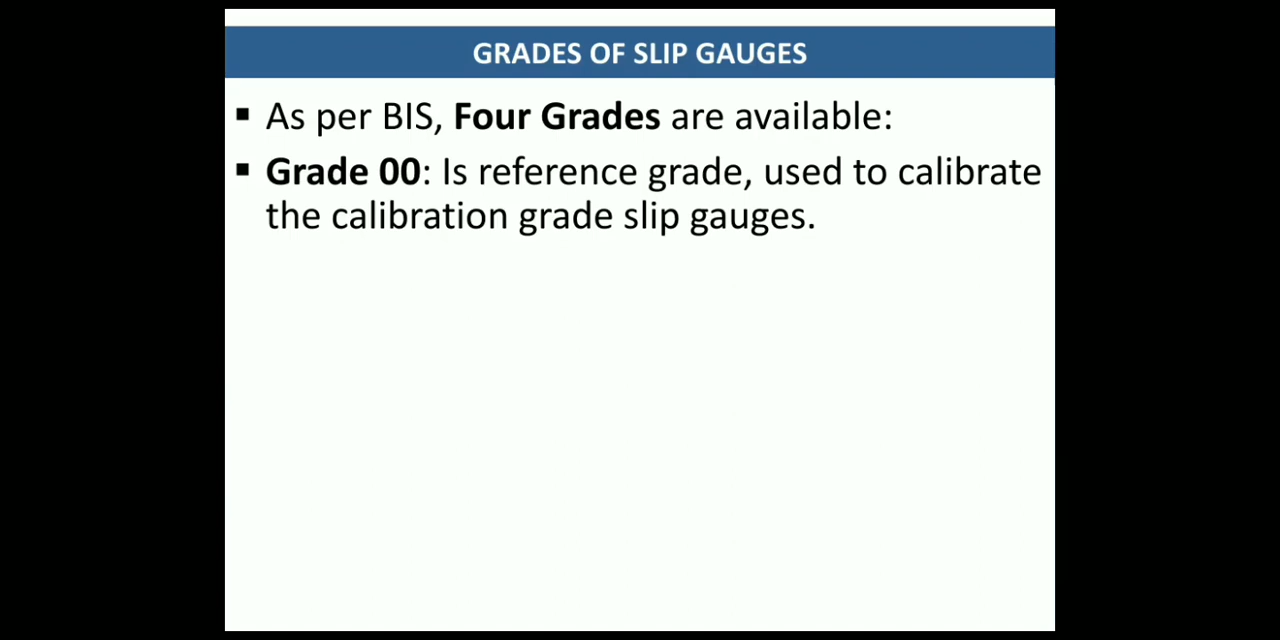 GRADES OF SLIP GAUGES
▪ As per BIS, Four Grades are available:
▪ Grade 00: Is reference grade, used to calibrate
the calibration grade slip gauges.